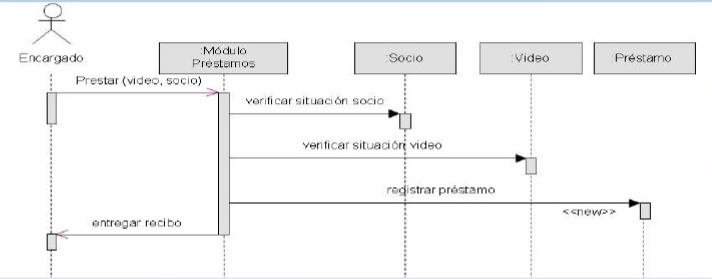 Encargado
:Módulo
Préstamos
:Socio
:Video
:Préstamo
Prestar (video, socio)
verificar situación socio
verificar situación video
registrar préstamo
<<new>>
entregar recibo